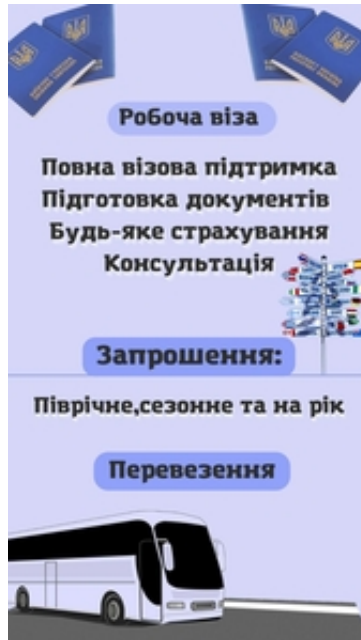 Робоча віза
Повна візова підтримка
Підготовка документів
Будь-яке страхування
Консультація
Запрошення:
Піврічне,сезонне та на рік
Перевезення